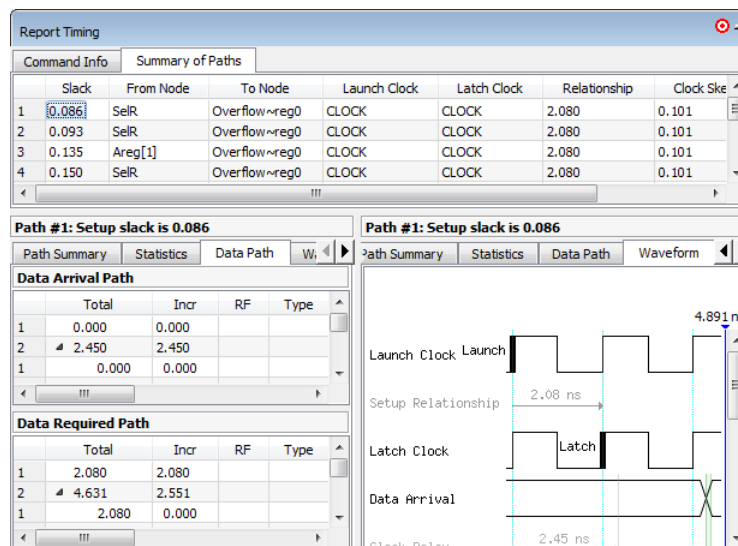 Report Timing
Command Info Summary of Paths
Slack From Node To Node Launch Clock Latch Clock Relationship Clock Ske
1 0.086 SelR Overflow~reg0 CLOCK CLOCK 2.080 0.101
2 0.093 SelR Overflow~reg0 CLOCK CLOCK 2.080 0.101
3 0.135 Areg[1] Overflow~reg0 CLOCK CLOCK 2.080 0.101
4 0.150 SelR Overflow~reg0 CLOCK CLOCK 2.080 0.101
Path #1: Setup slack is 0.086
Path Summary Statistics Data Path
Data Arrival Path
Total Incr RF Type
1 0.000 0.000
2 2.450 2.450
1 0.000 0.000
Data Required Path
Total Incr RF Type
1 2.080 2.080
2 4.631 2.551
1 2.080 0.000
Path #1: Setup slack is 0.086
Path Summary Statistics Data Path Waveform
4.891 n
Launch Clock Launch
Setup Relationship 2.08 ns
Latch Clock Latch
Data Arrival
Clock Delay 2.45 ns